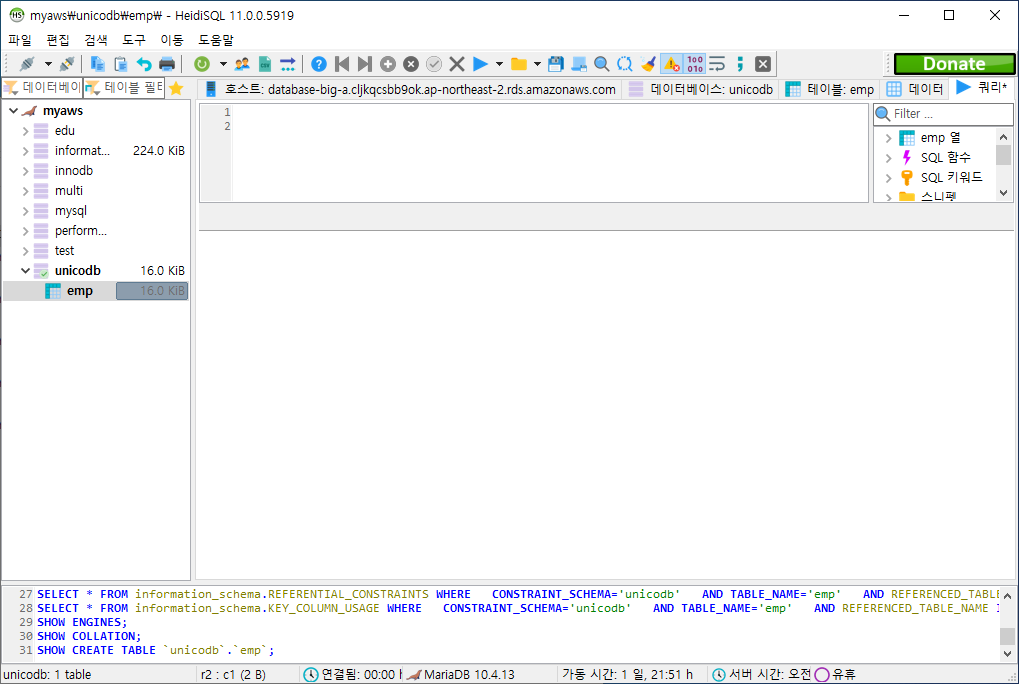 myaws₩unicodb₩emp₩ - HeidiSQL 11.0.0.5919
파일 편집 검색 도구 이동 도움말
Donate
데이터베이 테이블 필터
호스트: database-big-a.cljkqcsbb9ok.ap-northeast-2.rds.amazonaws.com 데이터베이스: unicodb 테이블: emp 데이터 쿼리*
myaws
edu
informat... 224.0 KiB
innodb
multi
mysql
perform...
test
unicodb 16.0 KiB
emp 16.0 KiB
1
2
Filter ...
emp 열
SQL 함수
SQL 키워드
스니펫
27 SELECT * FROM information_schema.REFERENTIAL_CONSTRAINTS WHERE CONSTRAINT_SCHEMA='unicodb' AND TABLE_NAME='emp' AND REFERENCED_TABLE
28 SELECT * FROM information_schema.KEY_COLUMN_USAGE WHERE CONSTRAINT_SCHEMA='unicodb' AND TABLE_NAME='emp' AND REFERENCED_TABLE_NAME I
29 SHOW ENGINES;
30 SHOW COLLATION;
31 SHOW CREATE TABLE `unicodb`.`emp`;
unicodb: 1 table r2 : c1 (2 B) 연결됨: 00:00 h MariaDB 10.4.13 가동 시간: 1 일, 21:51 h 서버 시간: 오전 유휴